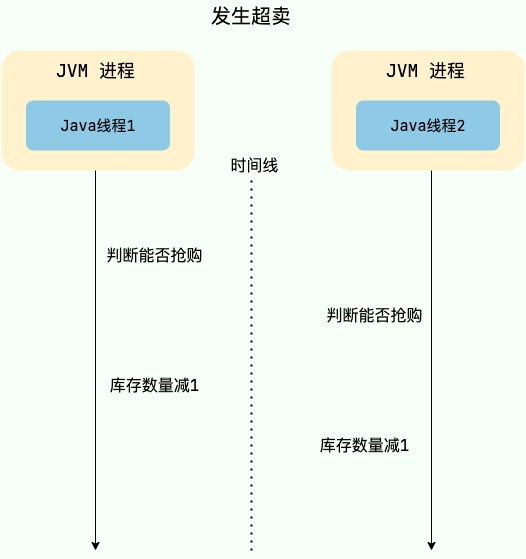 发生超卖
JVM 进程
JVM 进程
Java线程1
Java线程2
时间线
判断能否抢购
判断能否抢购
库存数量减1
库存数量减1